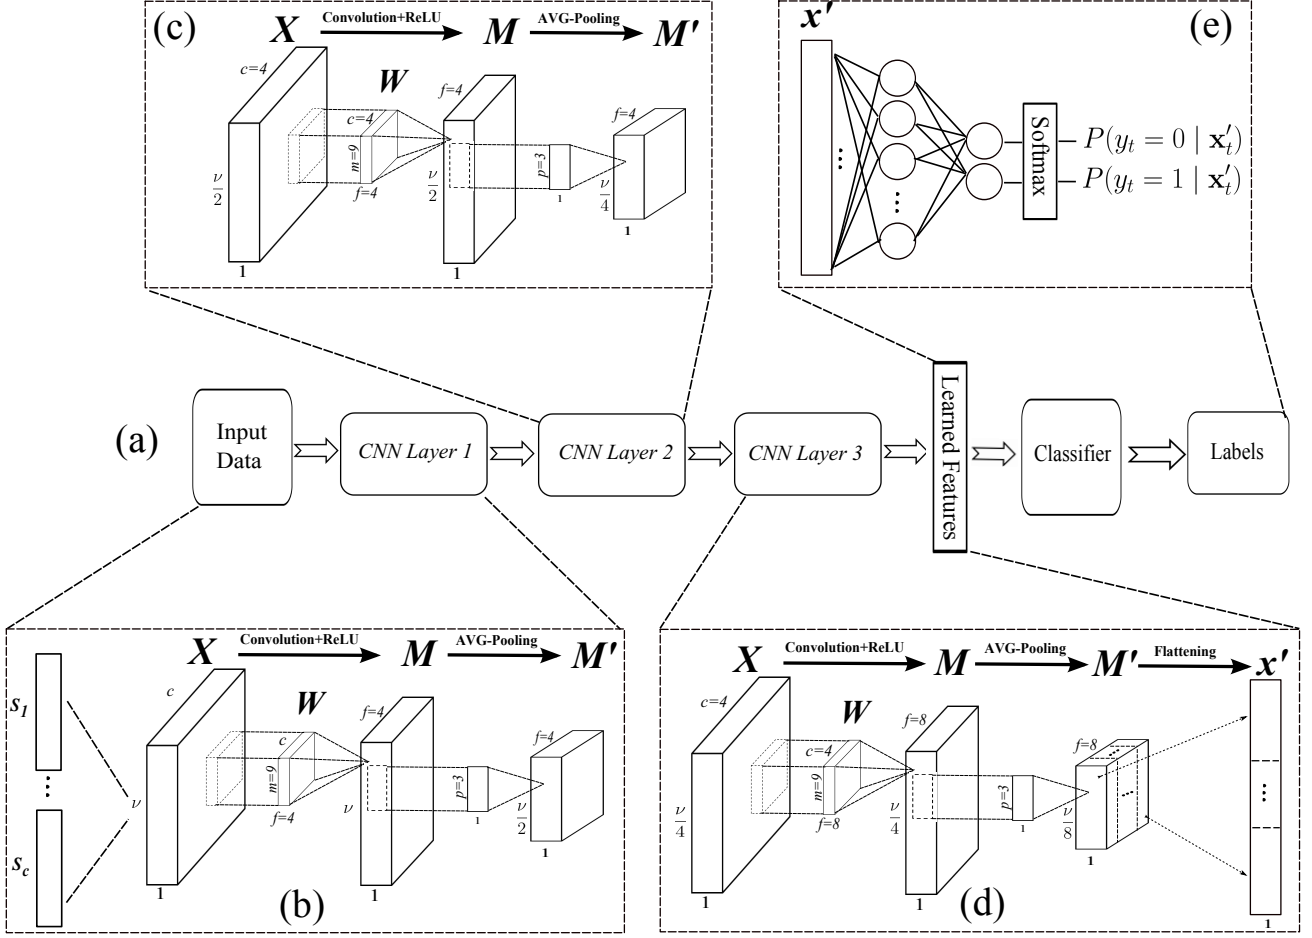 (c)
X Convolution+ReLU M AVG-Pooling M'
c=4
W
f=4
f=4
c=4
m=9
f=4
p=3
1
ν/2
ν/2
ν/4
1
1
1
x'
(e)
...
...
Softmax
P(y_t = 0 | x'_t)
P(y_t = 1 | x'_t)
(a)
Input
Data
CNN Layer 1
CNN Layer 2
CNN Layer 3
Learned Features
Classifier
Labels
X Convolution+ReLU M AVG-Pooling M'
s_1
...
s_c
c
W
f=4
f=4
c
m=9
f=4
p=3
1
ν
ν
ν/2
1
1
1
(b)
X Convolution+ReLU M AVG-Pooling M' Flattening x'
c=4
W
f=8
f=8
c=4
m=9
f=8
p=3
1
ν/4
ν/4
ν/8
...
...
...
1
1
1
1
(d)